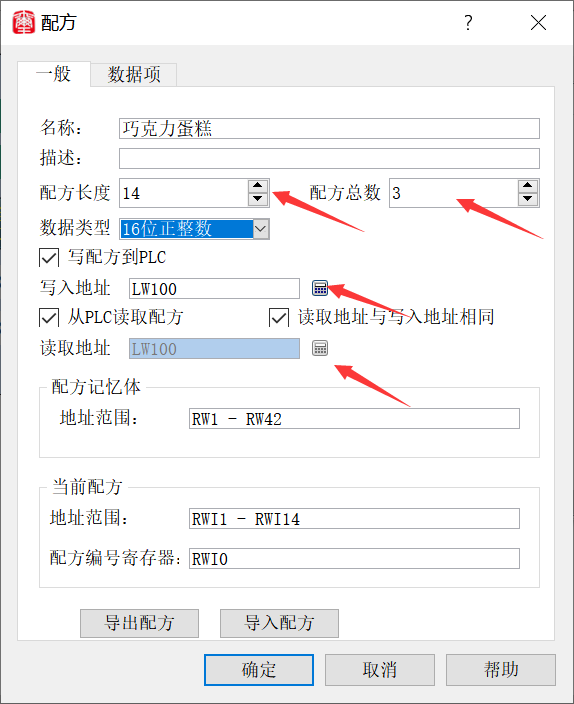 配方
一般 数据项
名称： 巧克力蛋糕
描述：
配方长度 14 配方总数 3
数据类型 16位正整数
写配方到PLC
写入地址 LW100
从PLC读取配方 读取地址与写入地址相同
读取地址 LW100
配方记忆体
地址范围： RW1 - RW42
当前配方
地址范围： RWI1 - RWI14
配方编号寄存器： RWI0
导出配方 导入配方
确定 取消 帮助